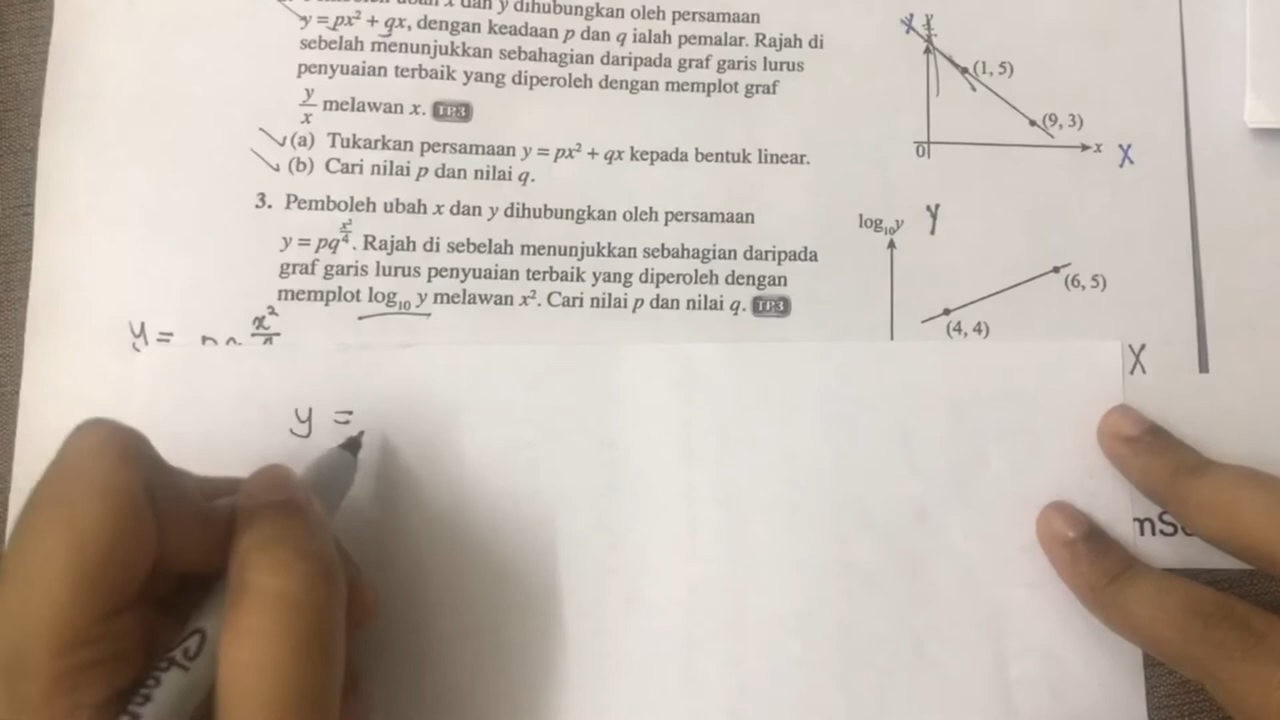 y dihubungkan oleh persamaan
y = px² + qx, dengan keadaan p dan q ialah pemalar. Rajah di
sebelah menunjukkan sebahagian daripada graf garis lurus
penyuaian terbaik yang diperoleh dengan memplot graf
y/x melawan x. TP3
(a) Tukarkan persamaan y = px² + qx kepada bentuk linear.
(b) Cari nilai p dan nilai q.
(1, 5)
(9, 3)
0
x
X
3. Pemboleh ubah x dan y dihubungkan oleh persamaan
y = pq^(x²/4). Rajah di sebelah menunjukkan sebahagian daripada
graf garis lurus penyuaian terbaik yang diperoleh dengan
memplot log₁₀ y melawan x². Cari nilai p dan nilai q. TP3
log₁₀y
Y
(6, 5)
(4, 4)
X
y =
y =